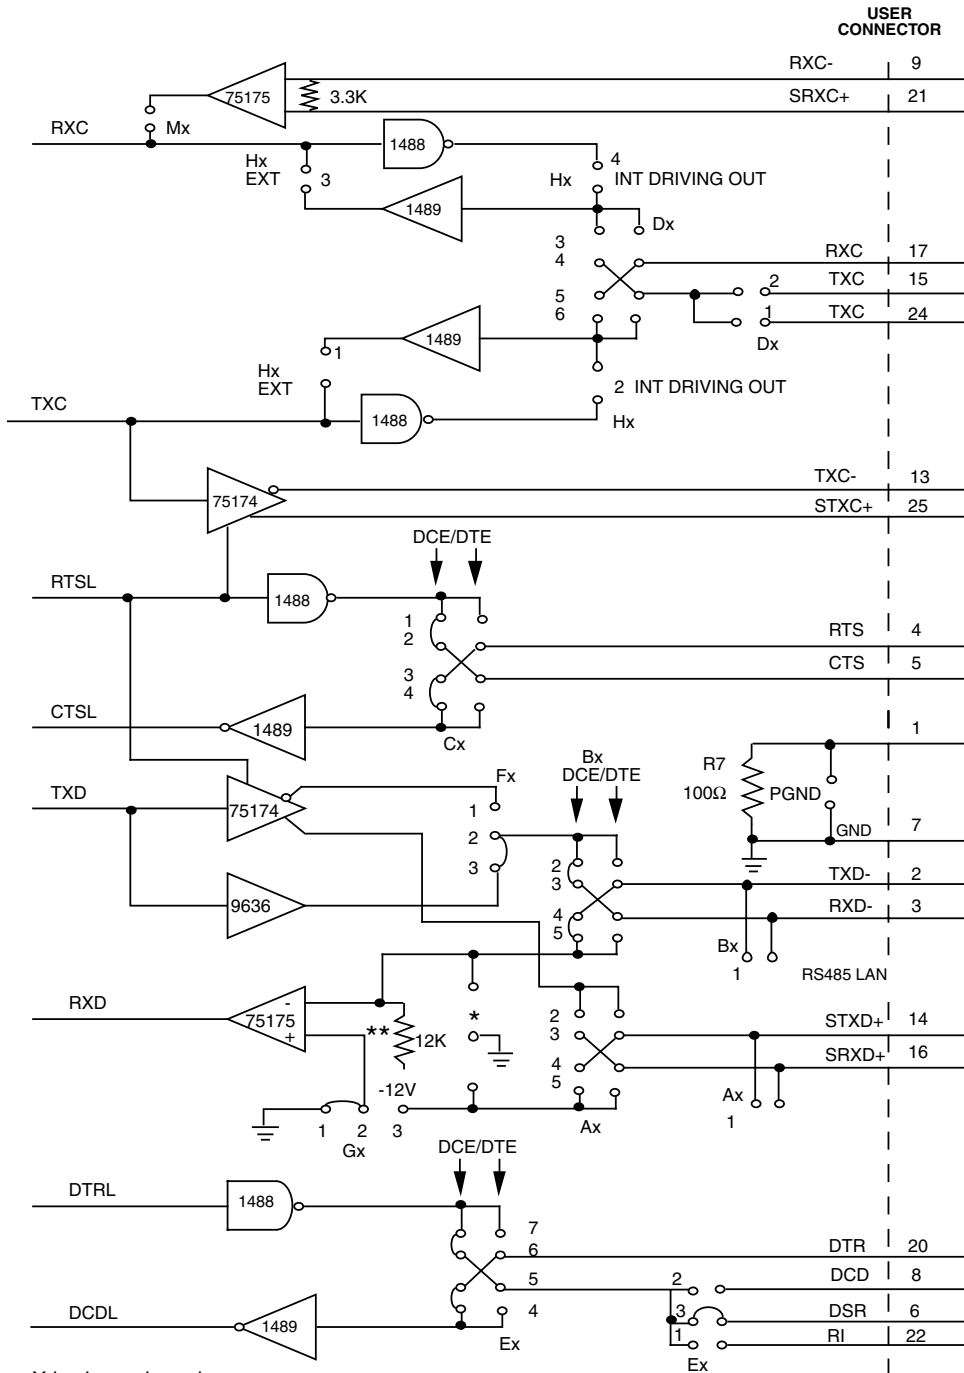 USER
CONNECTOR
RXC- 9
75175
3.3K
SRXC+ 21
RXC
Mx
1488
Hx
EXT
3
4
Hx
INT DRIVING OUT
1489
Dx
3
4
RXC 17
2
TXC 15
5
6
1
TXC 24
1489
Dx
1
Hx
EXT
2 INT DRIVING OUT
TXC
1488
Hx
TXC- 13
75174
STXC+ 25
DCE/DTE
RTSL
1488
1
2
RTS 4
CTS 5
3
4
CTSL
1489
Cx
1
Bx
DCE/DTE
R7
100Ω
PGND
Fx
TXD
75174
1
GND 7
2
3
2
3
TXD- 2
9636
4
5
RXD- 3
Bx
1
RS485 LAN
RXD
-
75175
+
**
12K
*
2
3
STXD+ 14
4
5
SRXD+ 16
-12V
Ax
1
1 2 3
Gx
Ax
DCE/DTE
DTRL
1488
7
6
DTR 20
5
2
DCD 8
4
3
DSR 6
DCDL
1489
1
RI 22
Ex
Ex